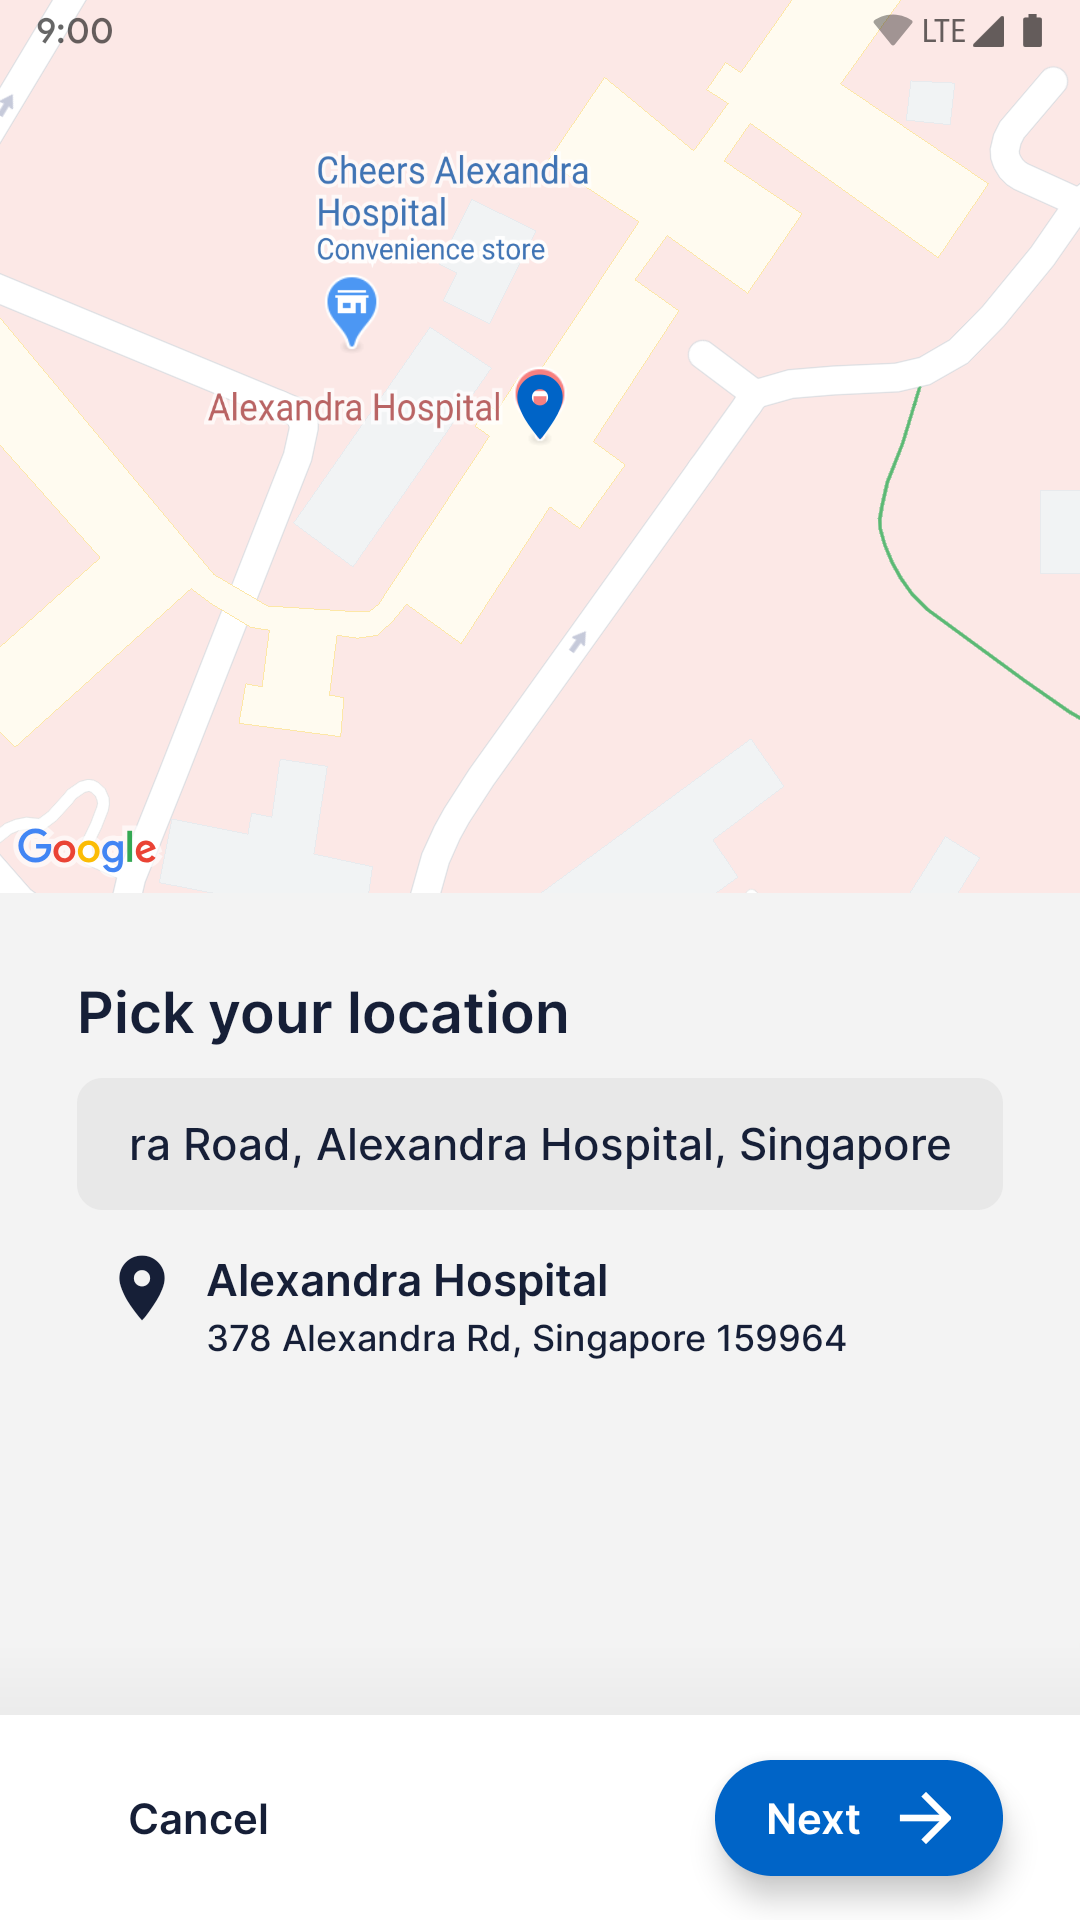 9:00
LTE
Cheers Alexandra
Hospital
Convenience store
Alexandra Hospital
Google
Pick your location
ra Road, Alexandra Hospital, Singapore
Alexandra Hospital
378 Alexandra Rd, Singapore 159964
Cancel
Next